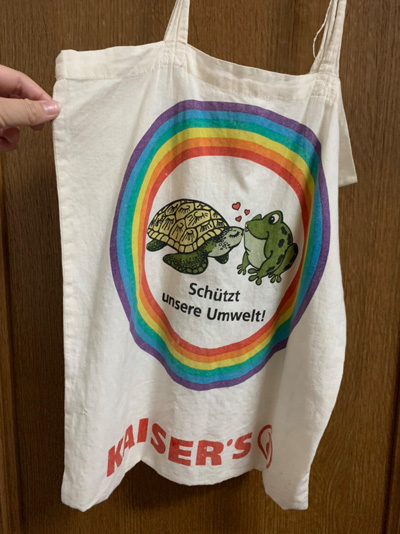 Schützt
unsere Umwelt!
KAISER'S